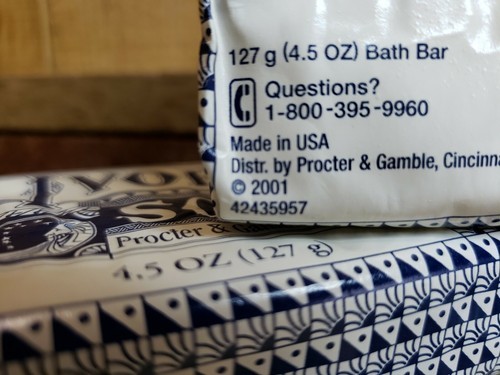 127 g (4.5 OZ) Bath Bar
Questions?
1-800-395-9960
Made in USA
Distr. by Procter & Gamble,
© 2001
42435957
Procter &
4.5 OZ (127 g)